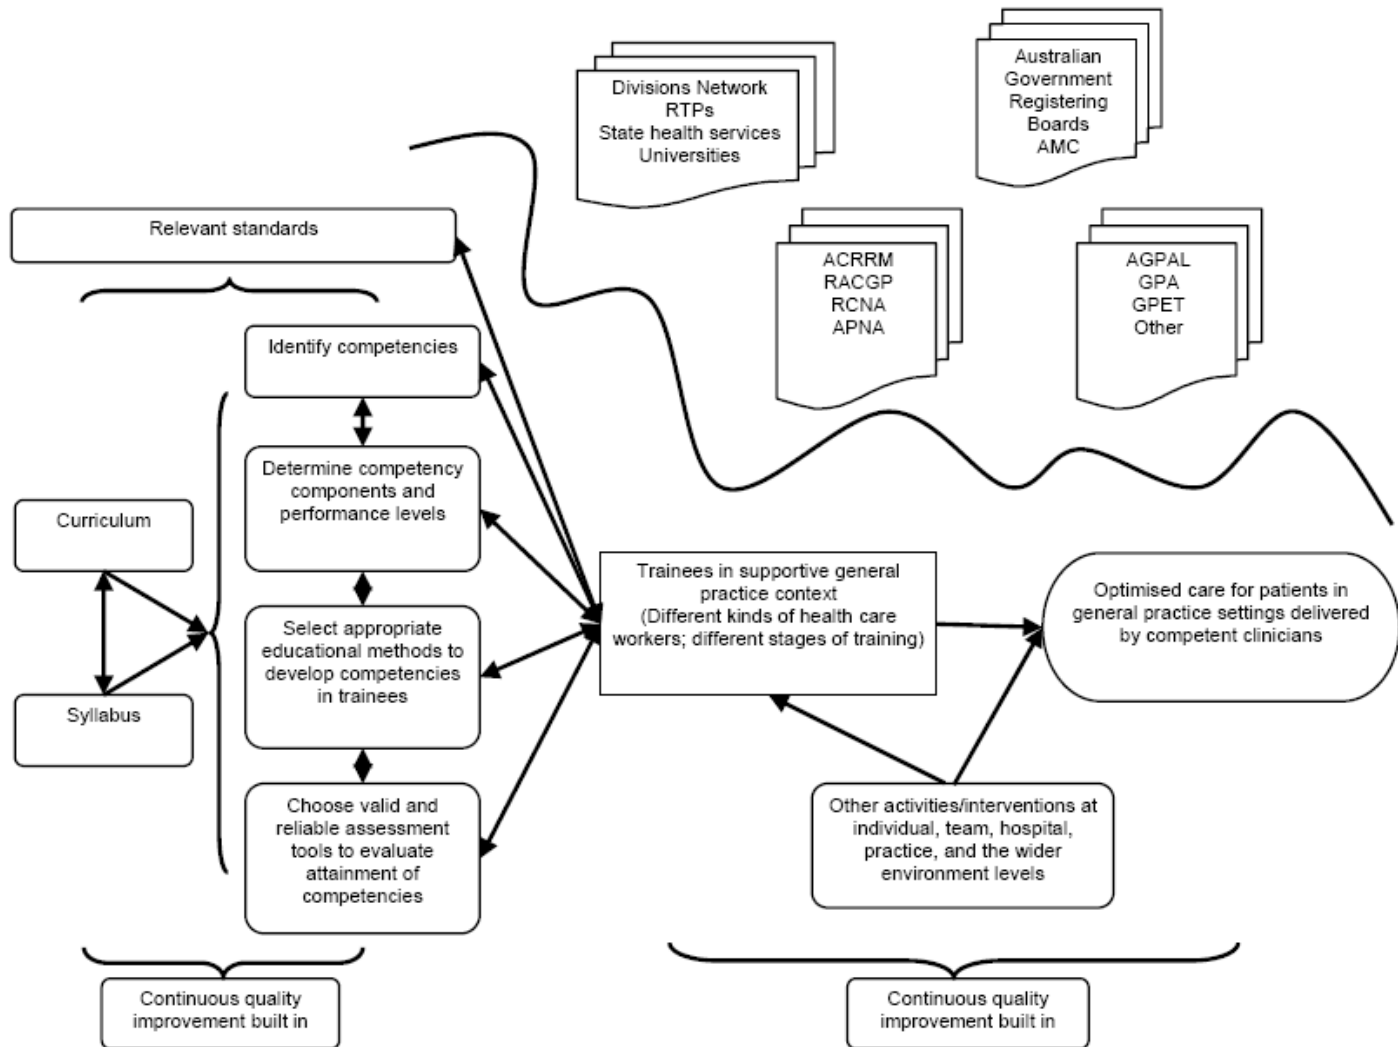 Divisions Network
RTPs
State health services
Universities
Australian
Government
Registering
Boards
AMC
ACRRM
RACGP
RCNA
APNA
AGPAL
GPA
GPET
Other
Relevant standards
Identify competencies
Determine competency
components and
performance levels
Select appropriate
educational methods to
develop competencies
in trainees
Choose valid and
reliable assessment
tools to evaluate
attainment of
competencies
Curriculum
Syllabus
Trainees in supportive general
practice context
(Different kinds of health care
workers; different stages of training)
Optimised care for patients in
general practice settings delivered
by competent clinicians
Other activities/interventions at
individual, team, hospital,
practice, and the wider
environment levels
Continuous quality
improvement built in
Continuous quality
improvement built in